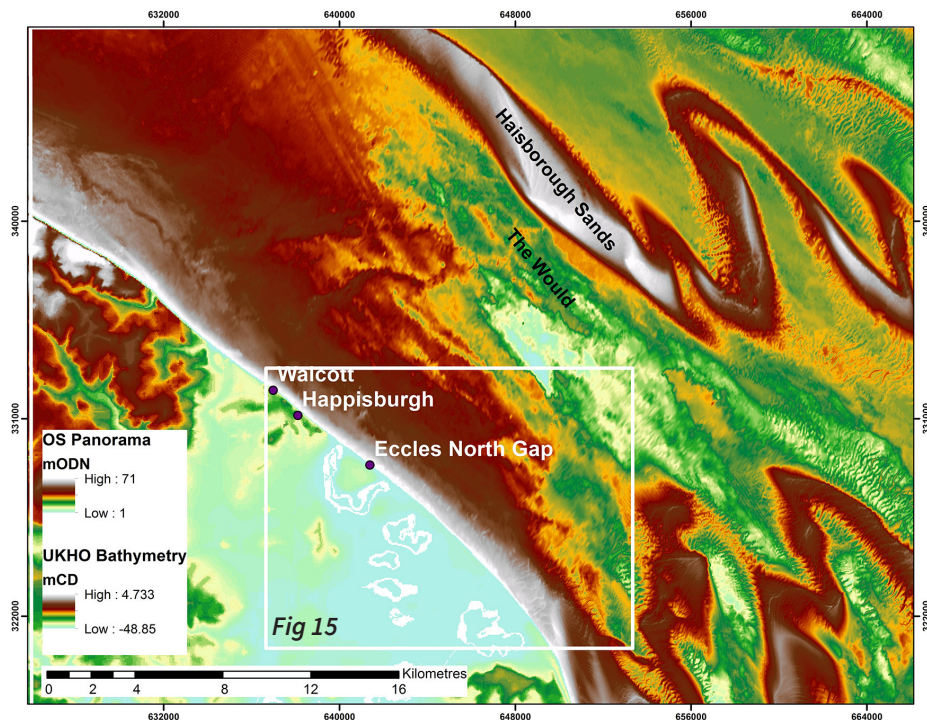 632000 640000 648000 656000 664000
Haisborough Sands
340000 340000
The Would
Walcott
Happisburgh
331000 331000
Eccles North Gap
OS Panorama
mODN
High : 71
Low : 1
UKHO Bathymetry
mCD
High : 4.733
Low : -48.85
322000 322000
Fig 15
Kilometres
0 2 4 8 12 16
632000 640000 648000 656000 664000